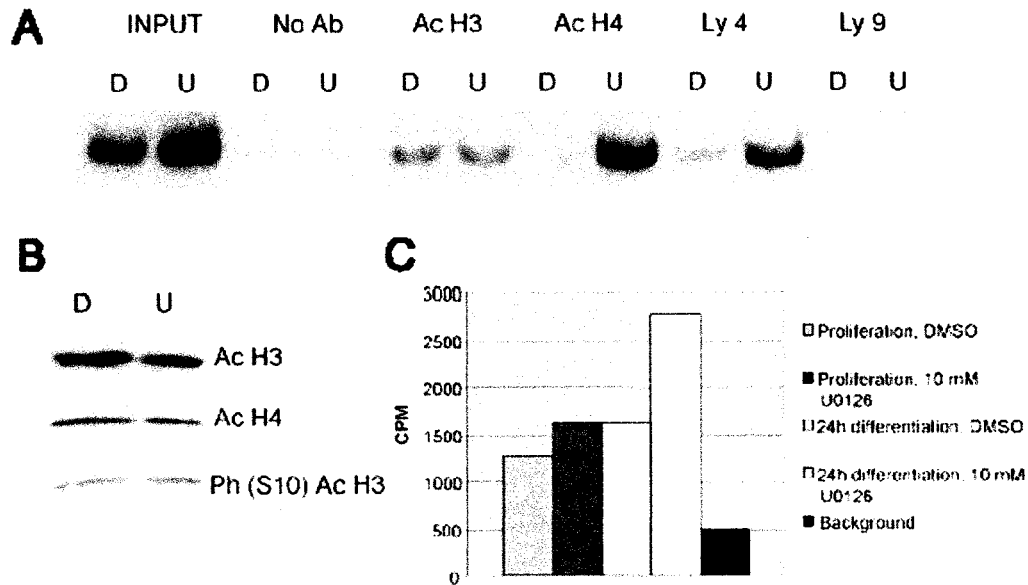 A
INPUT No Ab Ac H3 Ac H4 Ly 4 Ly 9
D U D U D U D U D U D U
B
D U
Ac H3
Ac H4
Ph (S10) Ac H3
C
3000
2500
2000
1500
1000
500
0
CPM
Proliferation, DMSO
Proliferation, 10 mM
U0126
24h differentiation, DMSO
24h differentiation, 10 mM
U0126
Background